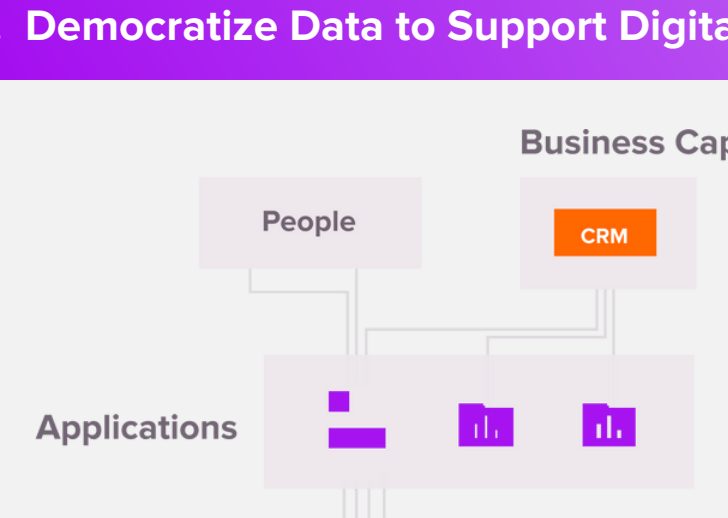 Democratize Data to Support Digita
Business Cap
People
CRM
Applications